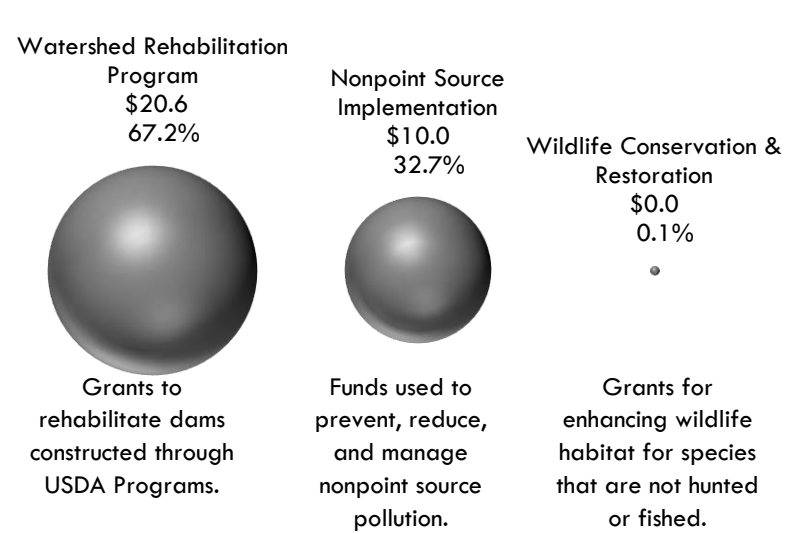 Watershed Rehabilitation
Program
$20.6
67.2%
Grants to
rehabilitate dams
constructed through
USDA Programs.
Nonpoint Source
Implementation
$10.0
32.7%
Funds used to
prevent, reduce,
and manage
nonpoint source
pollution.
Wildlife Conservation &
Restoration
$0.0
0.1%
Grants for
enhancing wildlife
habitat for species
that are not hunted
or fished.